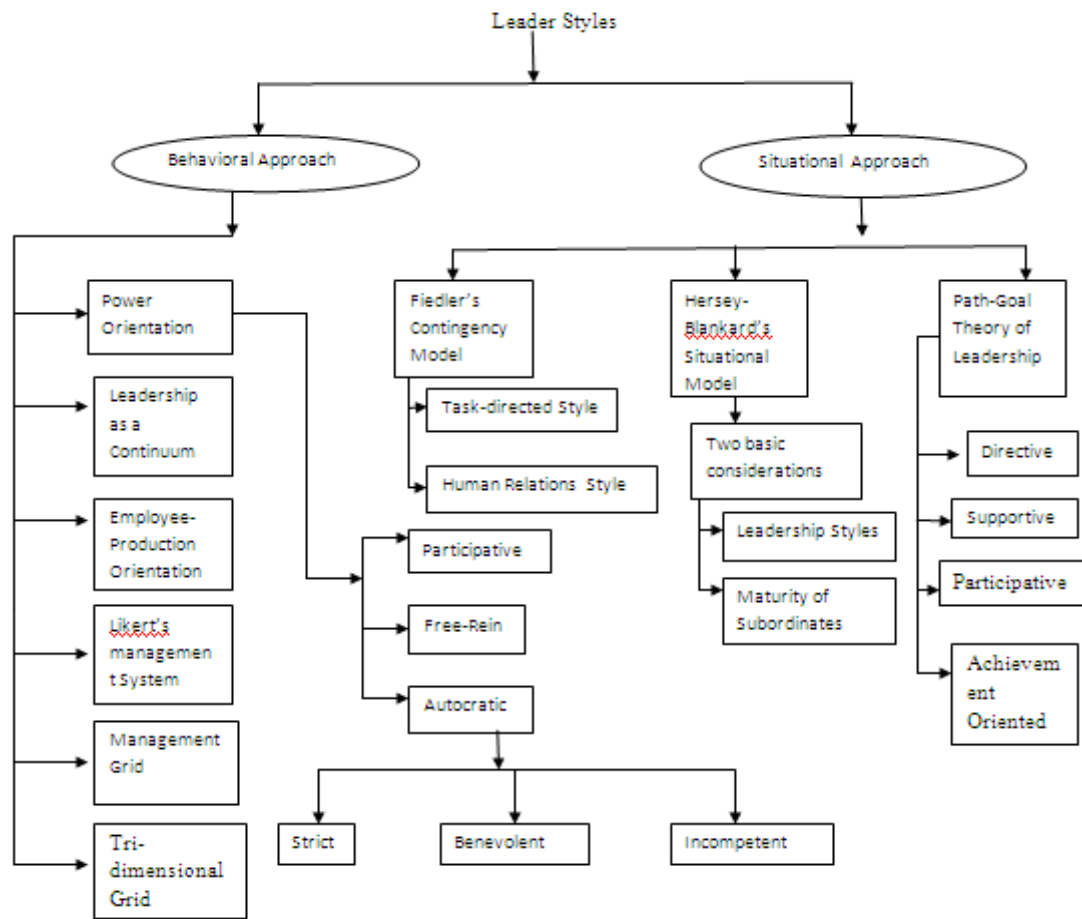 Leader Styles
Behavioral Approach
Situational Approach
Power
Orientation
Leadership
as a
Continuum
Employee-
Production
Orientation
Likert's
managemen
t System
Management
Grid
Tri-
dimensional
Grid
Fiedler's
Contingency
Model
Task-directed Style
Human Relations Style
Participative
Free-Rein
Autocratic
Strict
Benevolent
Incompetent
Hersey-
Blankard's
Situational
Model
Two basic
considerations
Leadership Styles
Maturity of
Subordinates
Path-Goal
Theory of
Leadership
Directive
Supportive
Participative
Achievem
ent
Oriented